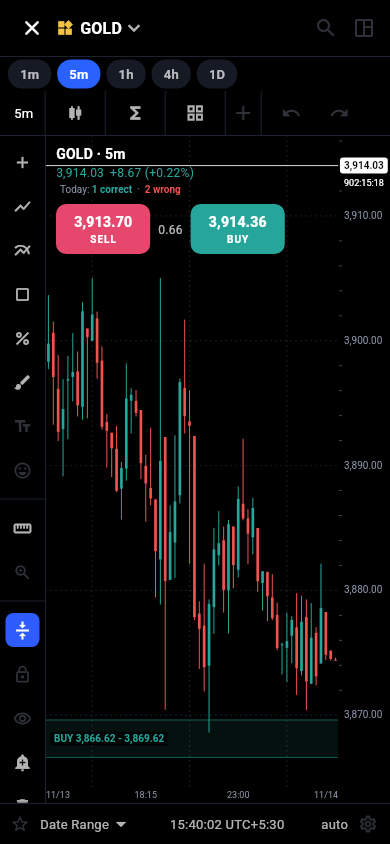 GOLD
1m 5m 1h 4h 1D
5m
GOLD · 5m
3,914.03 +8.67 (+0.22%)
3,914.03
902:15:18
Today: 1 correct · 2 wrong
3,913.70
SELL
0.66
3,914.36
BUY
3,910.00
3,900.00
3,890.00
3,880.00
3,870.00
BUY 3,866.62 - 3,869.62
11/13 18:15 23:00 11/14
Date Range 15:40:02 UTC+5:30 auto